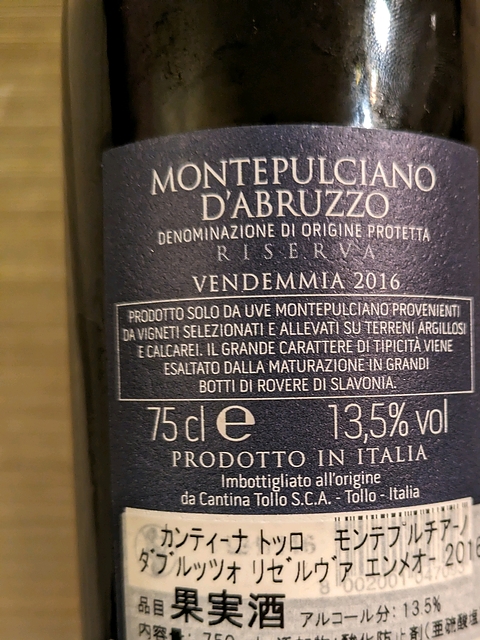 MONTEPULCIANO
D'ABRUZZO
DENOMINAZIONE DI ORIGINE PROTETTA
RISERVA
VENDEMMIA 2016
PRODOTTO SOLO DA UVE MONTEPULCIANO PROVENIENTI
DA VIGNETI SELEZIONATI E ALLEVATI SU TERRENI ARGILLOSI
E CALCAREI. IL GRANDE CARATTERE DI TIPICITÀ VIENE
ESALTATO DALLA MATURAZIONE IN GRANDI
BOTTI DI ROVERE DI SLAVONIA.
75 cl e 13,5% vol
PRODOTTO IN ITALIA
Imbottigliato all'origine
da Cantina Tollo S.C.A. - Tollo - Italia
カンティーナ トッロ モンテプルチアーノ
ダブルッツォ リゼルヴァ エンメオー 2016
品目 果実酒 アルコール分：13.5%
内容量：750